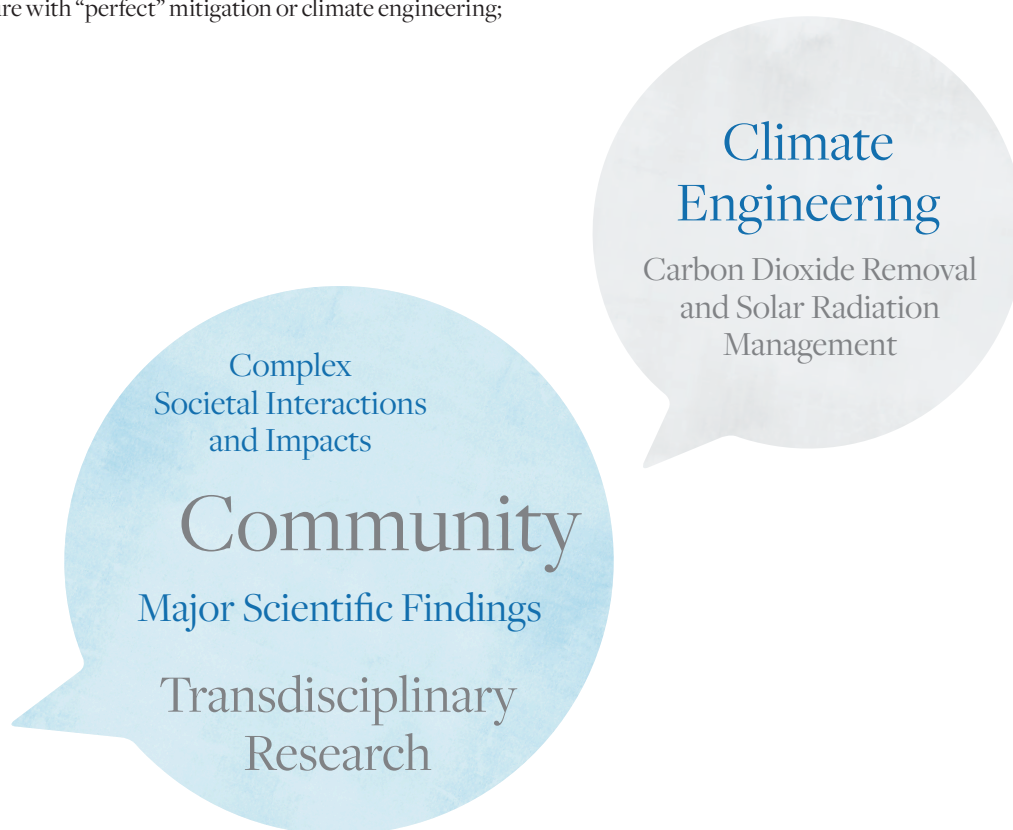 with “perfect” mitigation or climate engineering;
Climate
Engineering
Carbon Dioxide Removal
and Solar Radiation
Management
Complex
Societal Interactions
and Impacts
Community
Major Scientific Findings
Transdisciplinary
Research